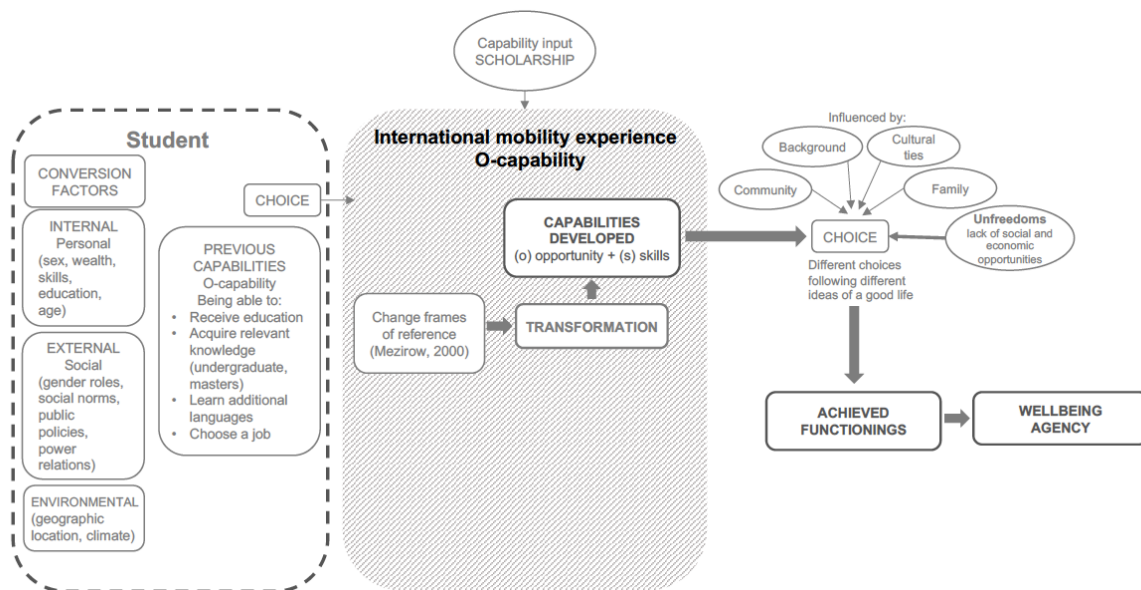 Capability input
SCHOLARSHIP
Student
CONVERSION
FACTORS
INTERNAL
Personal
(sex, wealth,
skills,
education,
age)
EXTERNAL
Social
(gender roles,
social norms,
public
policies,
power
relations)
ENVIRONMENTAL
(geographic
location, climate)
CHOICE
PREVIOUS
CAPABILITIES
O-capability
Being able to:
• Receive education
• Acquire relevant
knowledge
(undergraduate,
masters)
• Learn additional
languages
• Choose a job
International mobility experience
O-capability
CAPABILITIES
DEVELOPED
(o) opportunity + (s) skills
Change frames
of reference
(Mezirow, 2000)
TRANSFORMATION
Influenced by:
Background
Cultural
ties
Community
Family
CHOICE
Unfreedoms
lack of social and
economic
opportunities
Different choices
following different
ideas of a good life
ACHIEVED
FUNCTIONINGS
WELLBEING
AGENCY